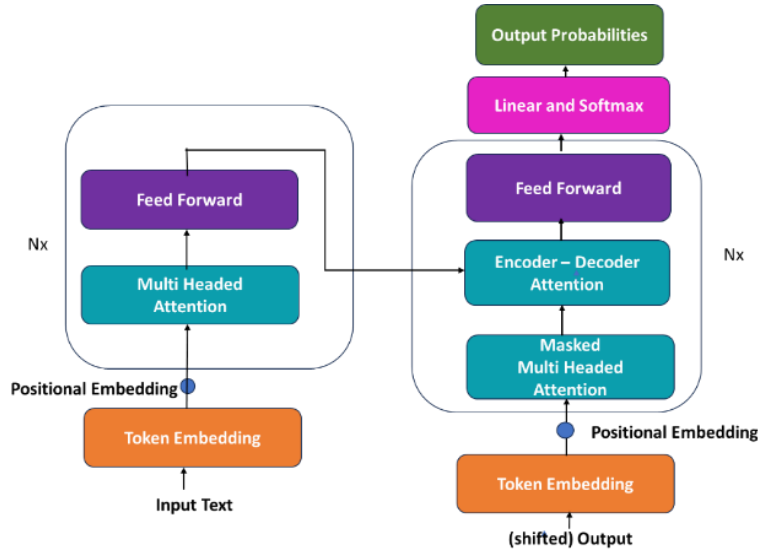 Output Probabilities
Linear and Softmax
Feed Forward
Encoder – Decoder
Attention
Masked
Multi Headed
Attention
Nx
Positional Embedding
Token Embedding
(shifted) Output
Feed Forward
Multi Headed
Attention
Nx
Positional Embedding
Token Embedding
Input Text